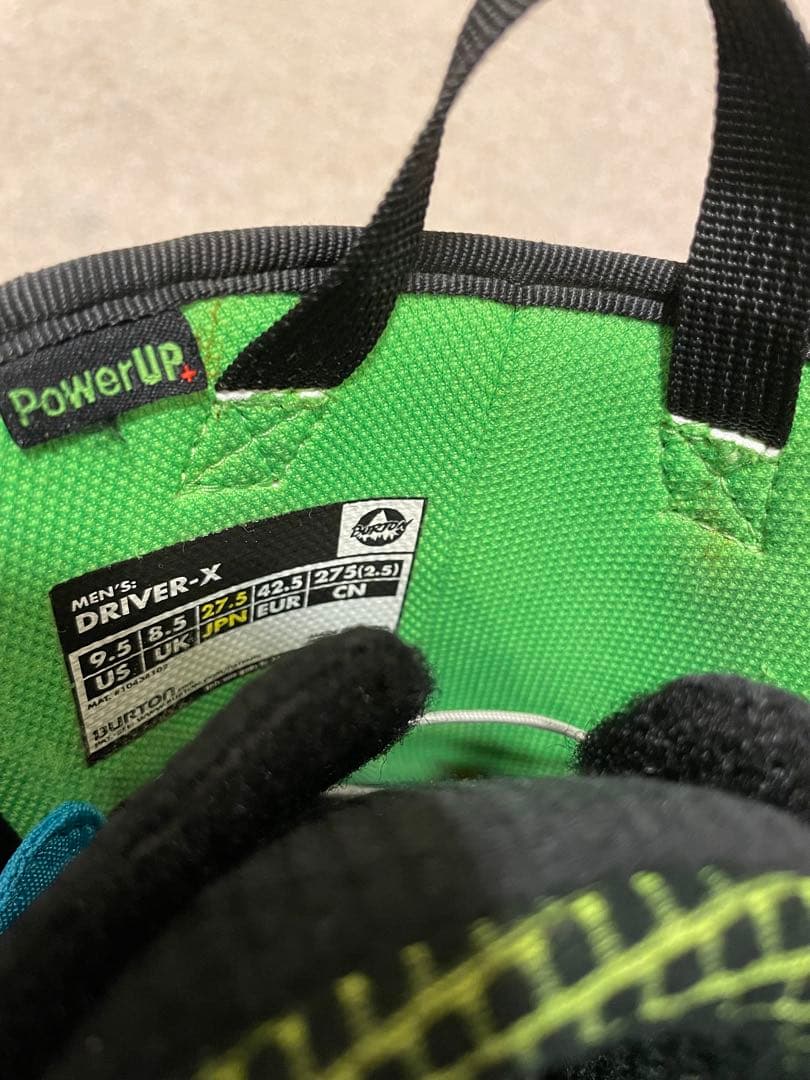 PoWerUP+
BURTON
MEN'S:
DRIVER-X
9.5 8.5 27.5 42.5 275(2.5)
US UK JPN EUR CN
BURTON